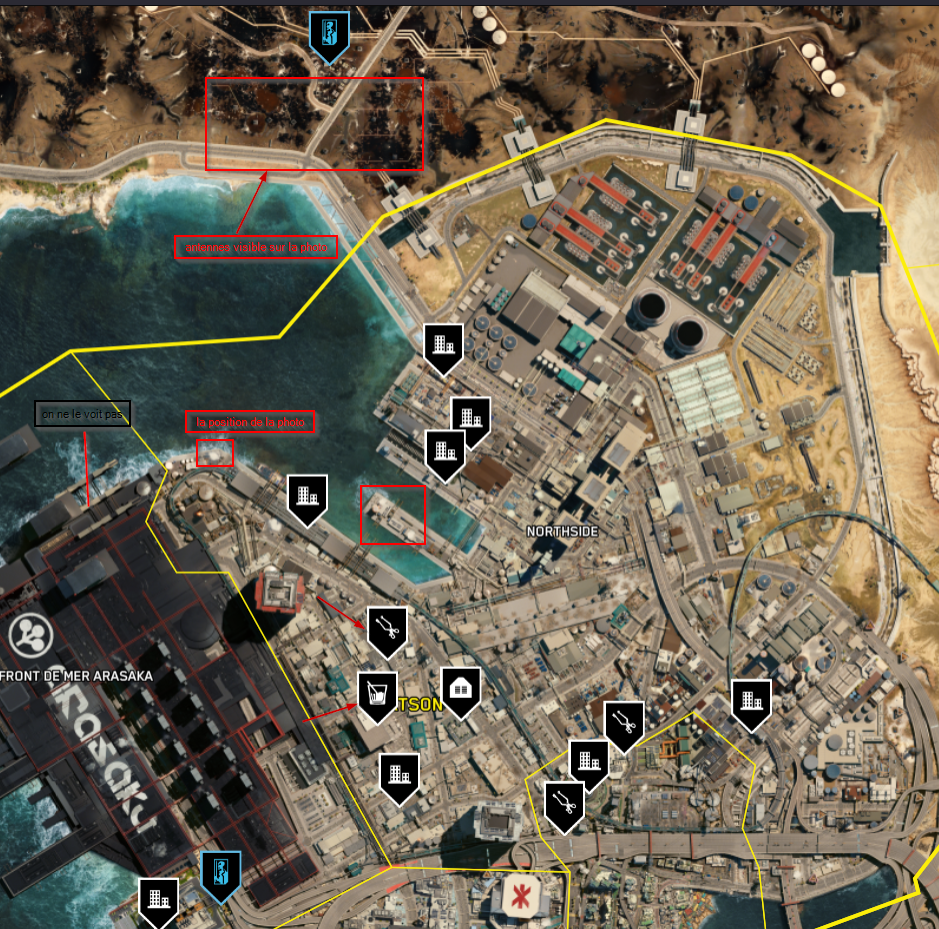 antennes visible sur la photo
on ne le voit pas
la position de la photo
NORTHSIDE
FRONT DE MER ARASAKA
arasaka
TSON